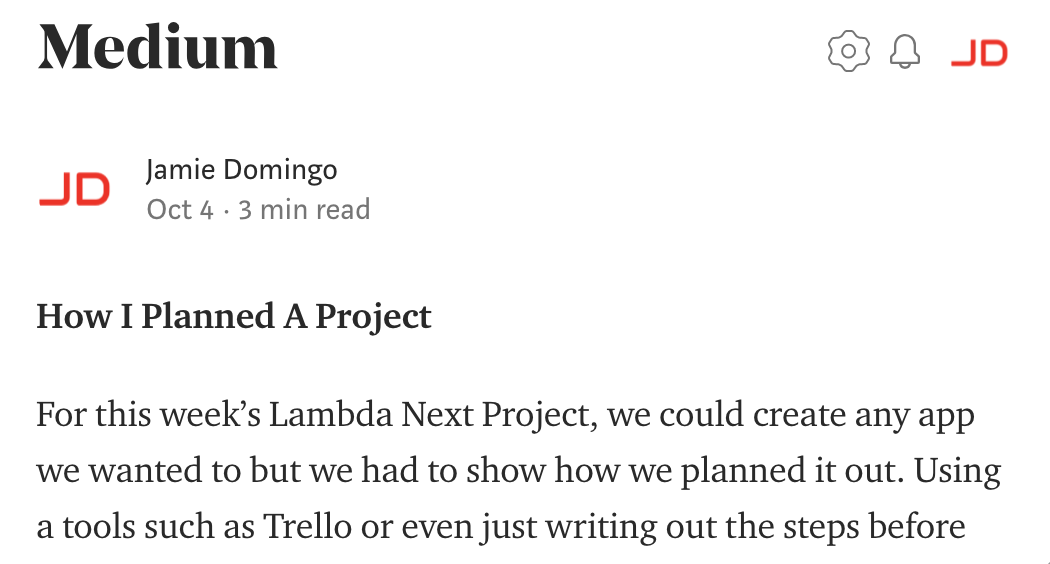 Medium
JD
JD
Jamie Domingo
Oct 4 · 3 min read
How I Planned A Project
For this week’s Lambda Next Project, we could create any app
we wanted to but we had to show how we planned it out. Using
a tools such as Trello or even just writing out the steps before